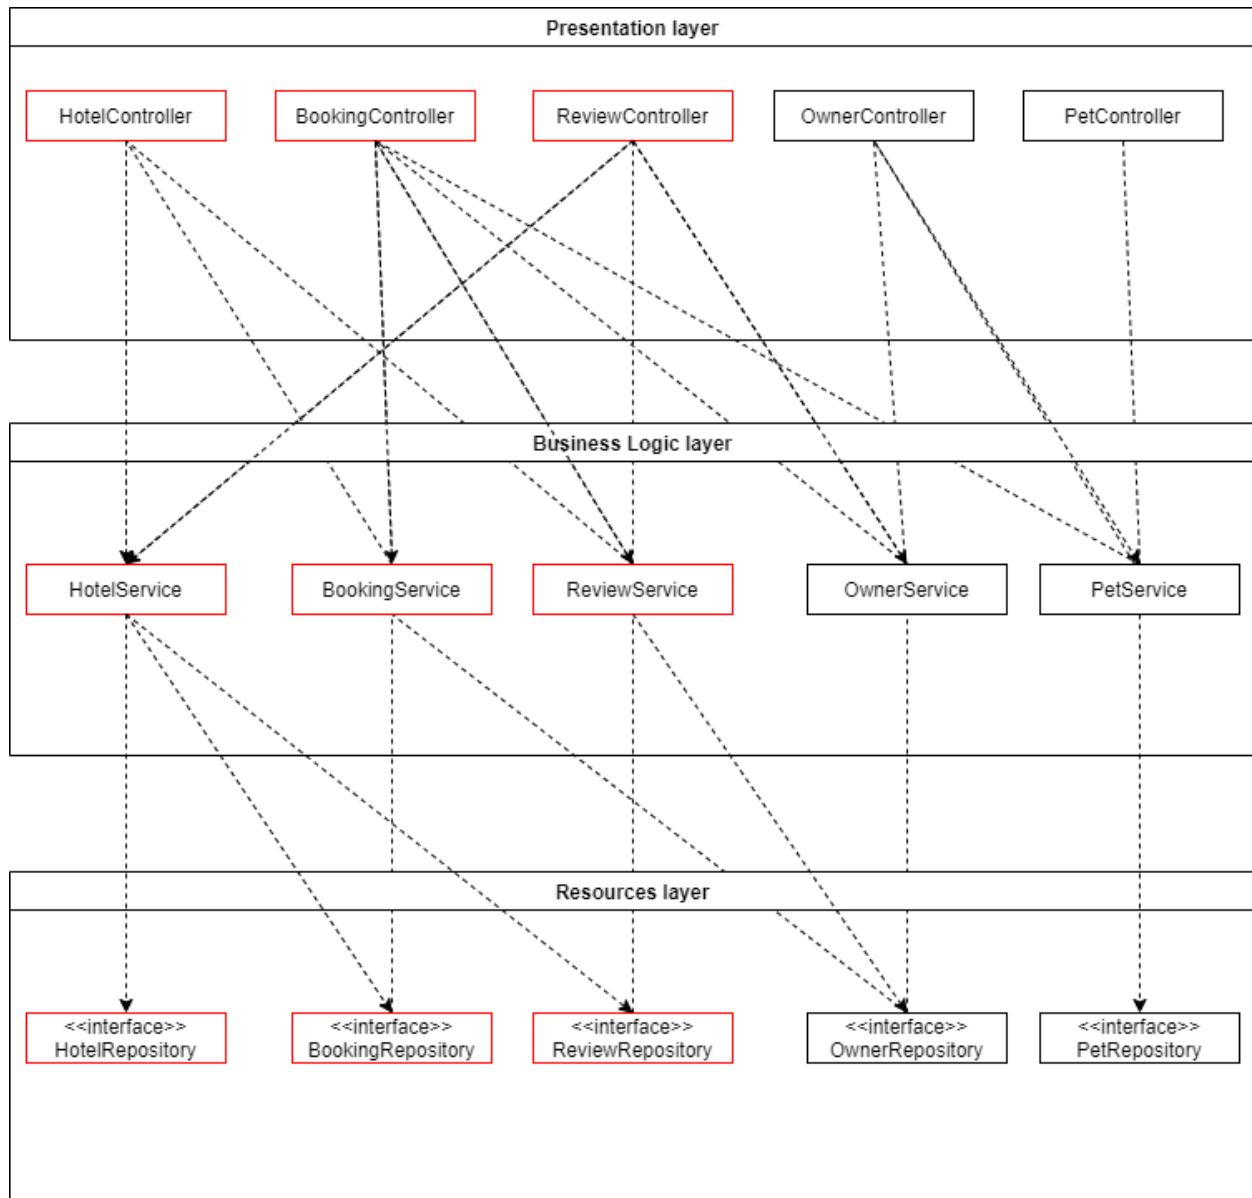 Presentation layer
HotelController
BookingController
ReviewController
OwnerController
PetController
Business Logic layer
HotelService
BookingService
ReviewService
OwnerService
PetService
Resources layer
<<interface>>
HotelRepository
<<interface>>
BookingRepository
<<interface>>
ReviewRepository
<<interface>>
OwnerRepository
<<interface>>
PetRepository